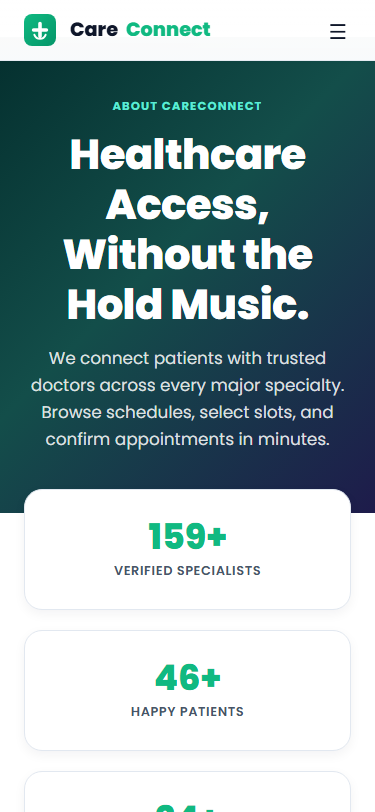 Care Connect
ABOUT CARECONNECT
Healthcare
Access,
Without the
Hold Music.
We connect patients with trusted
doctors across every major specialty.
Browse schedules, select slots, and
confirm appointments in minutes.
159+
VERIFIED SPECIALISTS
46+
HAPPY PATIENTS